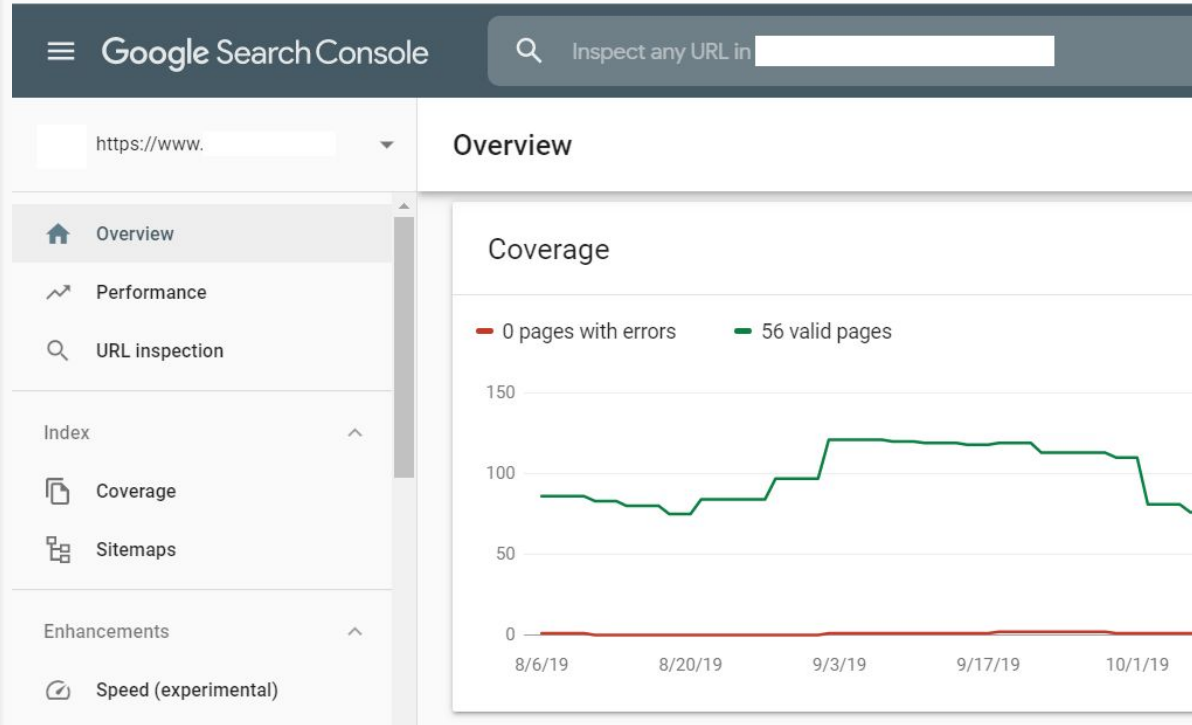 Google Search Console
Inspect any URL in
https://www.
Overview
Overview
Performance
URL inspection
Index
Coverage
Sitemaps
Enhancements
Speed (experimental)
Coverage
0 pages with errors
56 valid pages
150
100
50
0
8/6/19 8/20/19 9/3/19 9/17/19 10/1/19